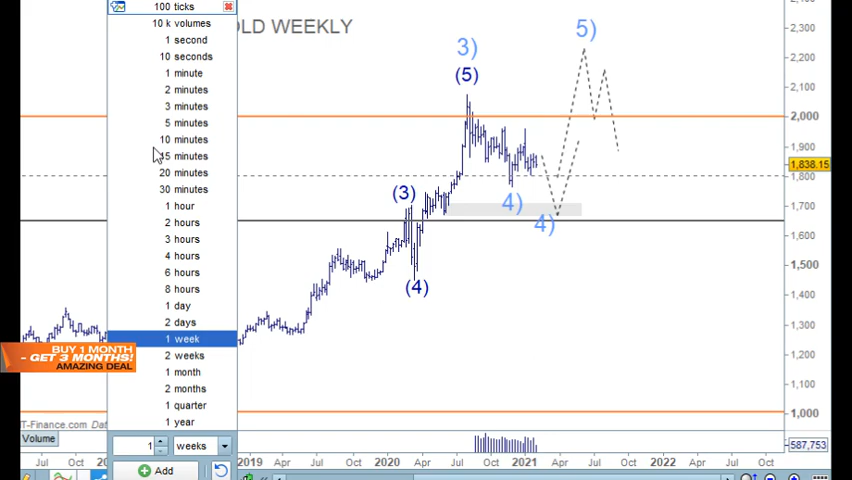 100 ticks
10 k volumes
1 second
10 seconds
1 minute
2 minutes
3 minutes
5 minutes
10 minutes
15 minutes
20 minutes
30 minutes
1 hour
2 hours
3 hours
4 hours
6 hours
8 hours
1 day
2 days
1 week
2 weeks
1 month
2 months
1 quarter
1 year
1 weeks
Add
OLD WEEKLY
3)
(5)
5)
(3)
(4)
4)
4)
2,300
2,200
2,100
2,000
1,900
1,838.15
1,800
1,700
1,600
1,500
1,400
1,300
1,200
1,100
1,000
587,753
BUY 1 MONTH
- GET 3 MONTHS!
AMAZING DEAL
T-Finance.com Dat
Volume
Jul Oct 2019 Apr Jul Oct 2020 Apr Jul Oct 2021 Apr Jul Oct 2022 Apr Jul Oct